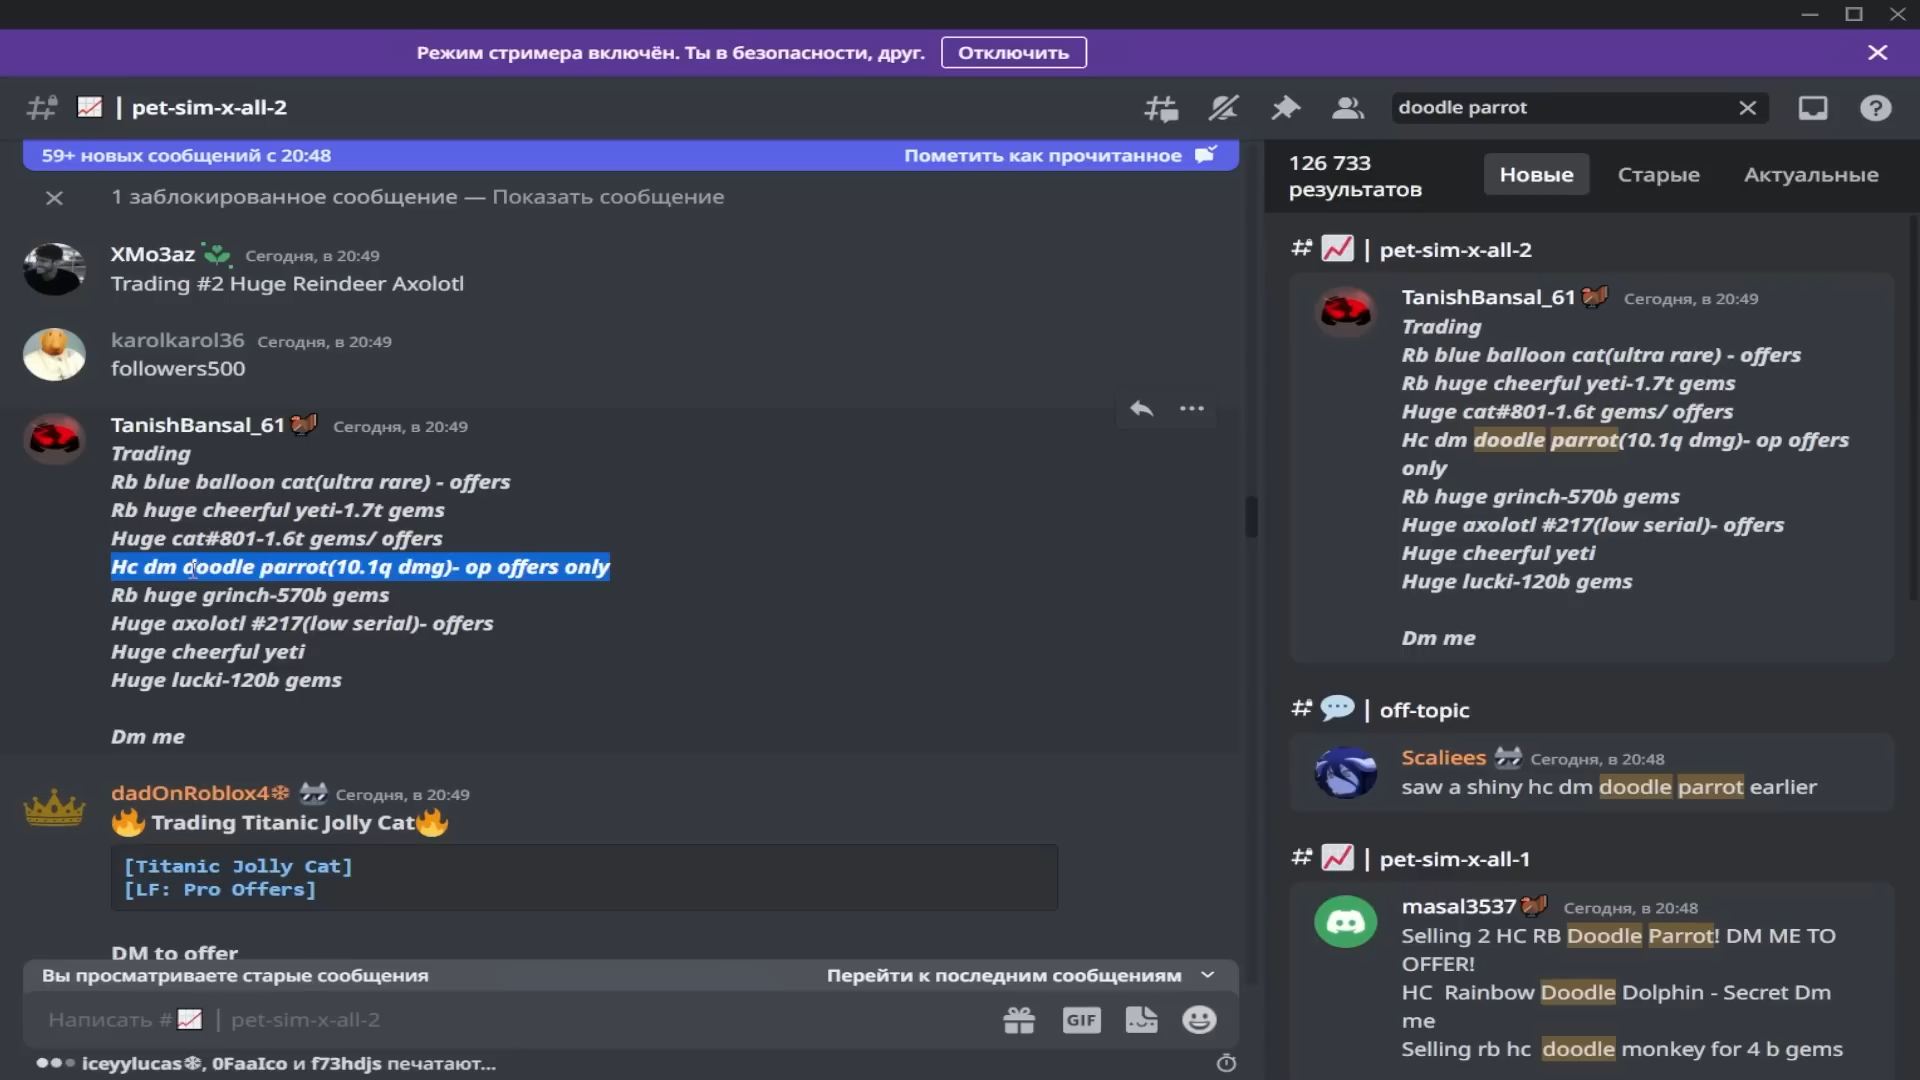 Режим стримера включён. Ты в безопасности, друг. Отключить
| pet-sim-x-all-2
doodle parrot
59+ новых сообщений с 20:48 Пометить как прочитанное
1 заблокированное сообщение — Показать сообщение
XMo3az Сегодня, в 20:49
Trading #2 Huge Reindeer Axolotl
karolkarol36 Сегодня, в 20:49
followers500
TanishBansal_61 Сегодня, в 20:49
Trading
Rb blue balloon cat(ultra rare) - offers
Rb huge cheerful yeti-1.7t gems
Huge cat#801-1.6t gems/ offers
Hc dm doodle parrot(10.1q dmg)- op offers only
Rb huge grinch-570b gems
Huge axolotl #217(low serial)- offers
Huge cheerful yeti
Huge lucki-120b gems
Dm me
dadOnRoblox4❄ Сегодня, в 20:49
🔥 Trading Titanic Jolly Cat🔥
[Titanic Jolly Cat]
[LF: Pro Offers]
DM to offer
Вы просматриваете старые сообщения Перейти к последним сообщениям
Написать # | pet-sim-x-all-2
GIF
iceyylucas❄, 0FaaIco и f73hdjs печатают...
126 733
результатов
Новые Старые Актуальные
| pet-sim-x-all-2
TanishBansal_61 Сегодня, в 20:49
Trading
Rb blue balloon cat(ultra rare) - offers
Rb huge cheerful yeti-1.7t gems
Huge cat#801-1.6t gems/ offers
Hc dm doodle parrot(10.1q dmg)- op offers
only
Rb huge grinch-570b gems
Huge axolotl #217(low serial)- offers
Huge cheerful yeti
Huge lucki-120b gems
Dm me
| off-topic
Scaliees Сегодня, в 20:48
saw a shiny hc dm doodle parrot earlier
| pet-sim-x-all-1
masal3537 Сегодня, в 20:48
Selling 2 HC RB Doodle Parrot! DM ME TO
OFFER!
HC Rainbow Doodle Dolphin - Secret Dm
me
Selling rb hc doodle monkey for 4 b gems